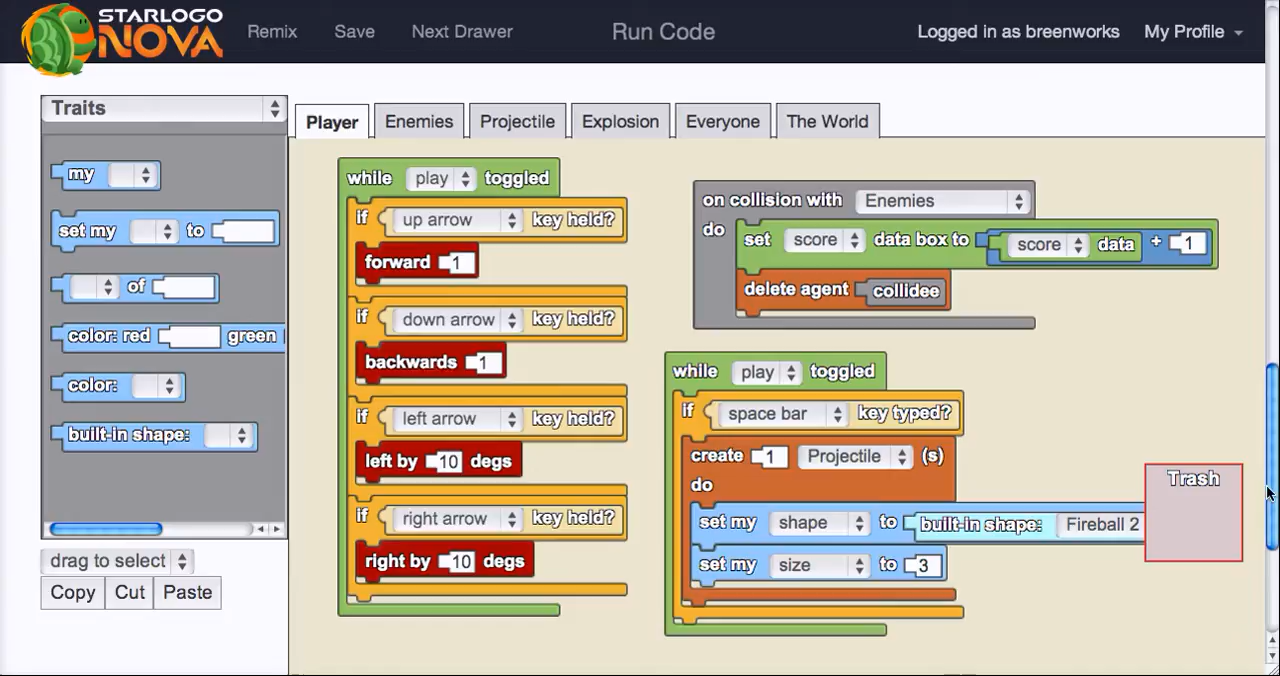 STARLOGO
NOVA
Remix Save Next Drawer Run Code Logged in as breenworks My Profile
Traits
my
set my to
of
color: red green
color:
built-in shape:
drag to select
Copy Cut Paste
Player Enemies Projectile Explosion Everyone The World
while play toggled
if up arrow key held?
forward 1
if down arrow key held?
backwards 1
if left arrow key held?
left by 10 degs
if right arrow key held?
right by 10 degs
on collision with Enemies
do
set score data box to score data + 1
delete agent collidee
while play toggled
if space bar key typed?
create 1 Projectile (s)
do
set my shape to built-in shape: Fireball 2
set my size to 3
Trash